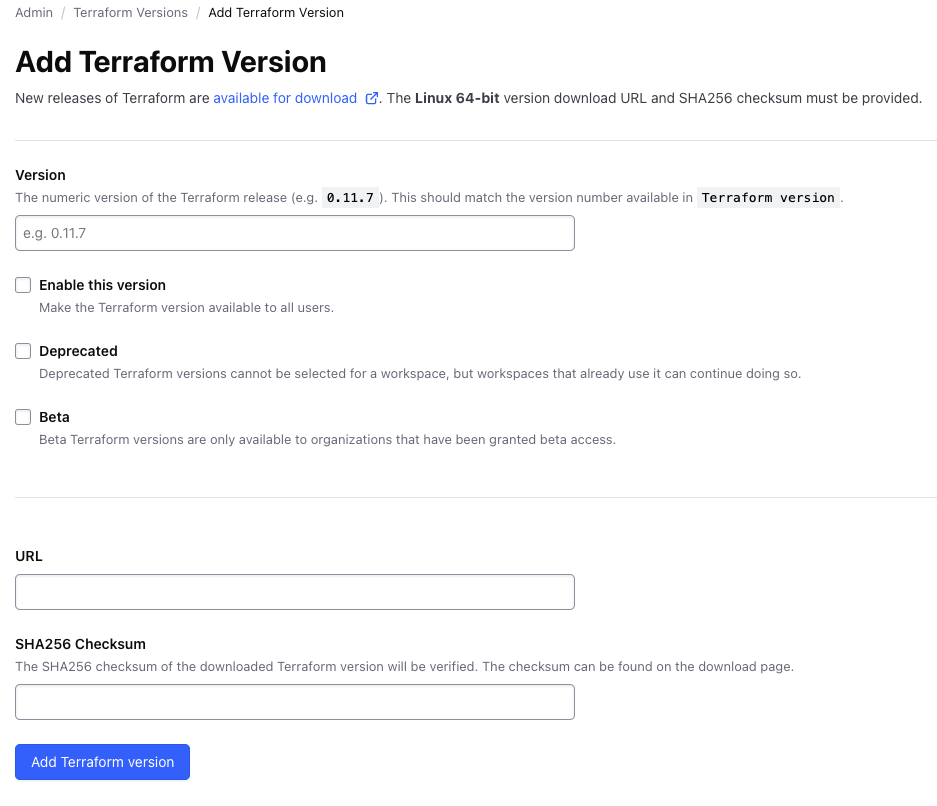 Admin / Terraform Versions / Add Terraform Version
Add Terraform Version
New releases of Terraform are available for download . The Linux 64-bit version download URL and SHA256 checksum must be provided.
Version
The numeric version of the Terraform release (e.g. 0.11.7 ). This should match the version number available in Terraform version .
e.g. 0.11.7
Enable this version
Make the Terraform version available to all users.
Deprecated
Deprecated Terraform versions cannot be selected for a workspace, but workspaces that already use it can continue doing so.
Beta
Beta Terraform versions are only available to organizations that have been granted beta access.
URL
SHA256 Checksum
The SHA256 checksum of the downloaded Terraform version will be verified. The checksum can be found on the download page.
Add Terraform version